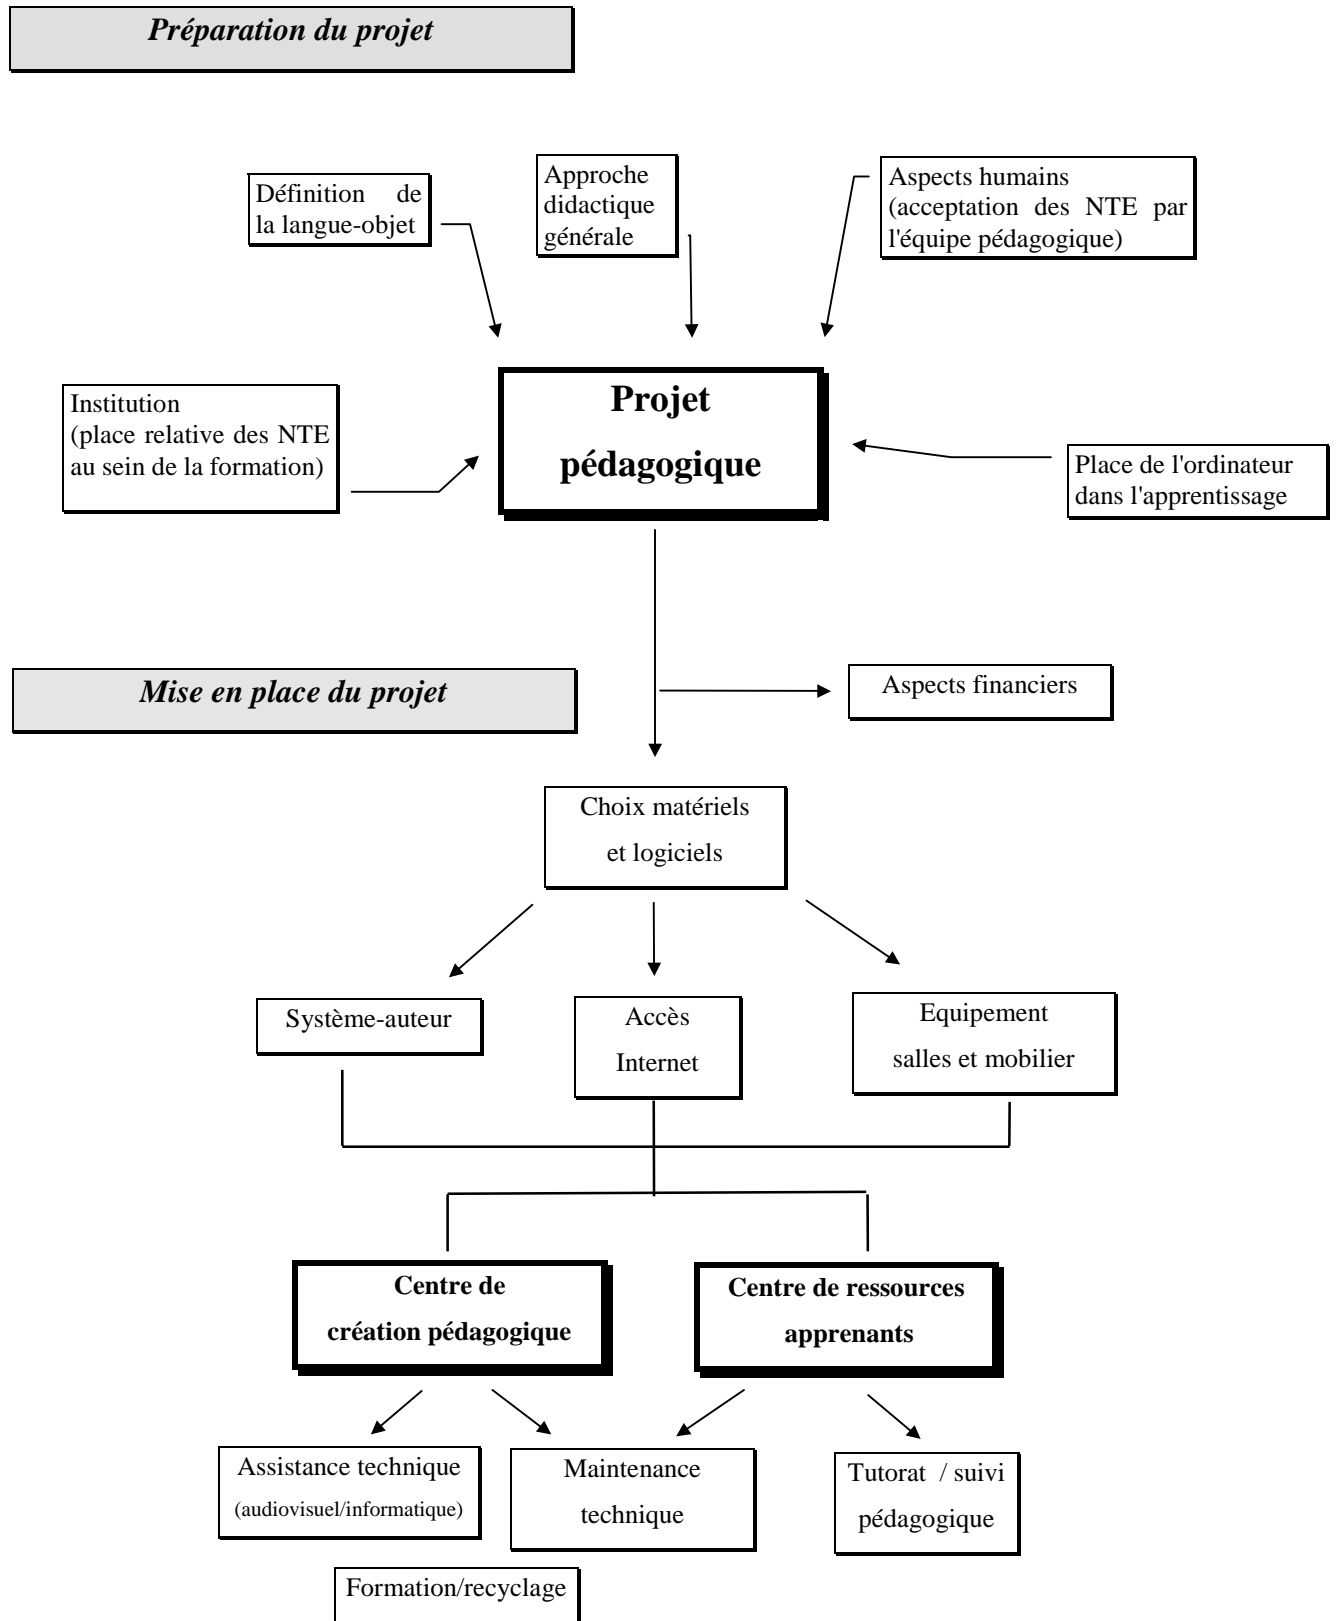 Préparation du projet
Définition de
la langue-objet
Approche
didactique
générale
Aspects humains
(acceptation des NTE par
l'équipe pédagogique)
Projet
pédagogique
Institution
(place relative des NTE
au sein de la formation)
Place de l'ordinateur
dans l'apprentissage
Mise en place du projet
Aspects financiers
Choix matériels
et logiciels
Système-auteur
Accès
Internet
Equipement
salles et mobilier
Centre de
création pédagogique
Centre de ressources
apprenants
Assistance technique
(audiovisuel/informatique)
Maintenance
technique
Tutorat / suivi
pédagogique
Formation/recyclage